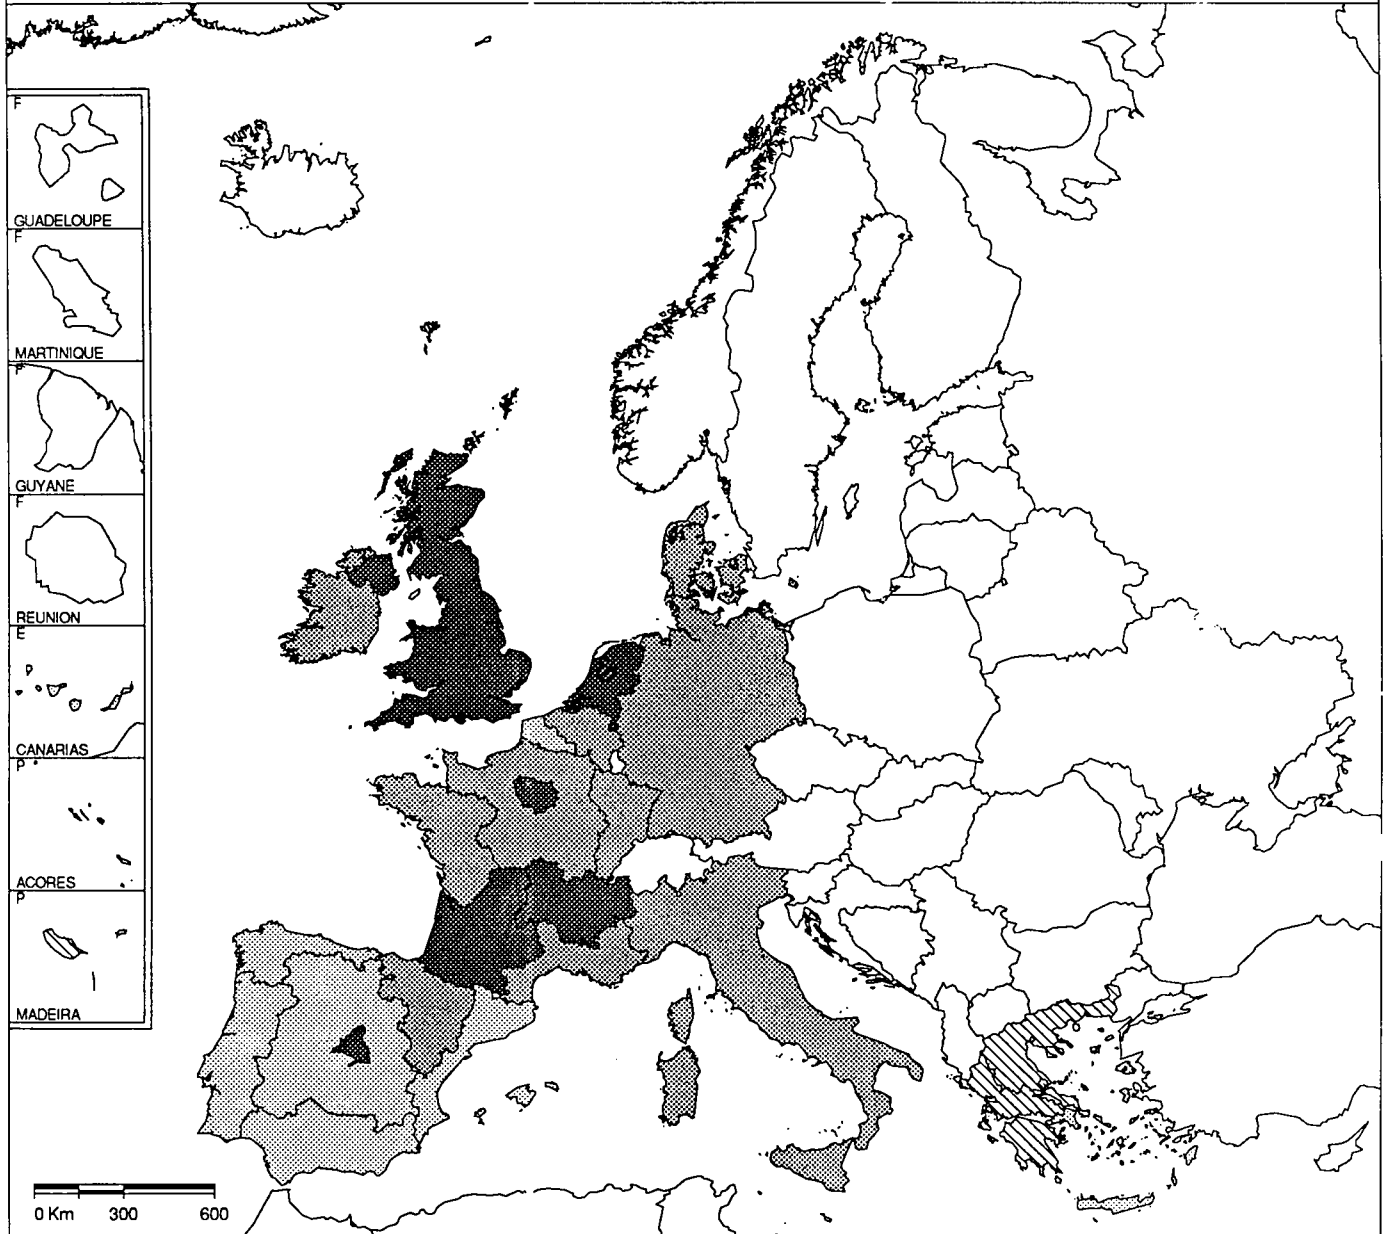 F
GUADELOUPE
F
MARTINIQUE
F
GUYANE
F
REUNION
E
CANARIAS
P
ACORES
P
MADEIRA
0 Km 300 600